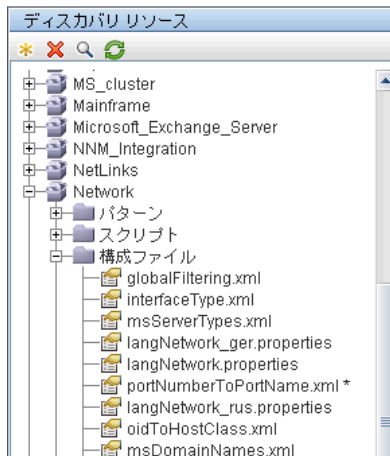 ディスカバリ リソース
MS_cluster
Mainframe
Microsoft_Exchange_Server
NNM_Integration
NetLinks
Network
パターン
スクリプト
構成ファイル
globalFiltering.xml
interfaceType.xml
msServerTypes.xml
langNetwork_ger.properties
langNetwork.properties
portNumberToPortName.xml *
langNetwork_rus.properties
oidToHostClass.xml
msDomainNames.xml